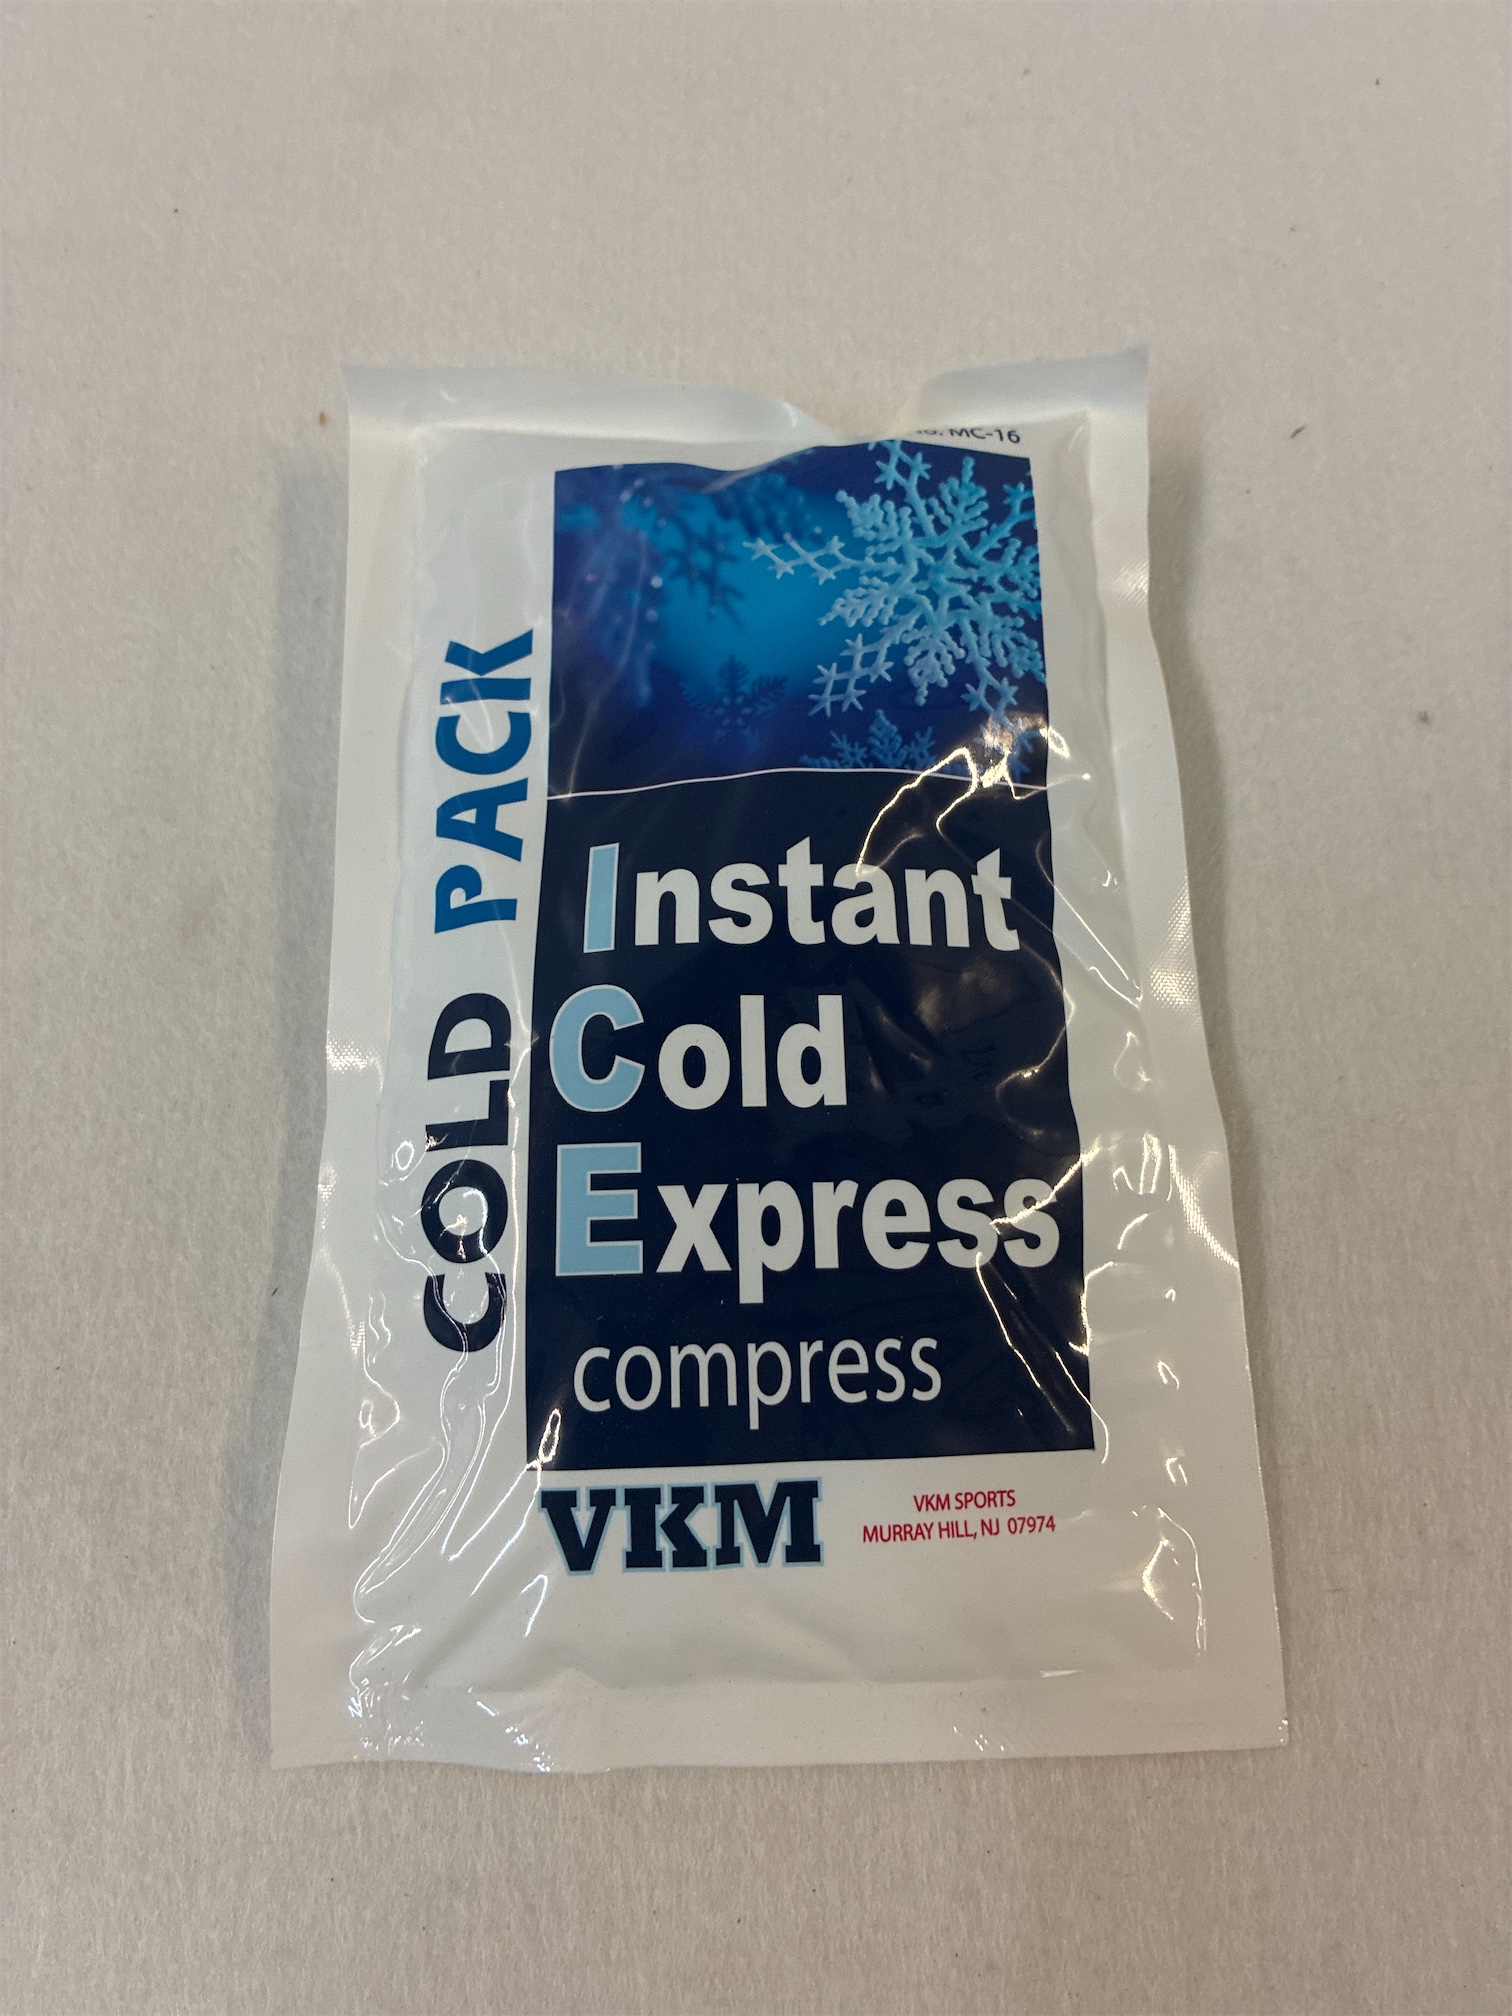 MC-16
COLD PACK
Instant
Cold
Express
compress
VKM
VKM SPORTS
MURRAY HILL, NJ 07974